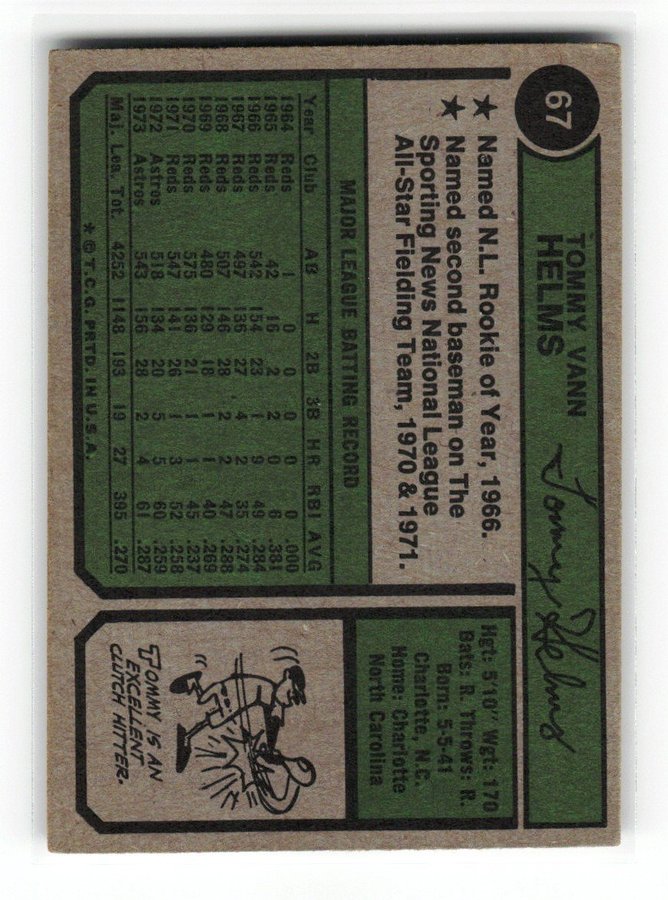 67
TOMMY VANN
HELMS
Tommy Helms
★ Named N.L. Rookie of Year, 1966.
★ Named second baseman on The
Sporting News National League
All-Star Fielding Team, 1970 & 1971.
MAJOR LEAGUE BATTING RECORD
Year Club AB H 2B 3B HR RBI AVG
1964 Reds 1 0 0 0 0 0 .000
1965 Reds 42 16 2 2 0 6 .381
1966 Reds 542 154 23 1 9 49 .284
1967 Reds 497 136 27 4 2 35 .274
1968 Reds 507 146 28 2 2 47 .288
1969 Reds 480 129 18 1 1 40 .269
1970 Reds 575 136 21 1 1 45 .237
1971 Reds 547 141 26 1 3 52 .258
1972 Astros 518 134 20 5 5 60 .259
1973 Astros 543 156 28 2 4 61 .287
Maj. Lea. Tot. 4252 1148 193 19 27 395 .270
* © T.C.G. PRTD. IN U.S.A.
Hgt: 5'10" Wgt: 170
Bats: R. Throws: R.
Born: 5-5-41
Charlotte, N.C.
Home: Charlotte
North Carolina
TOMMY IS AN
EXCELLENT
CLUTCH HITTER.